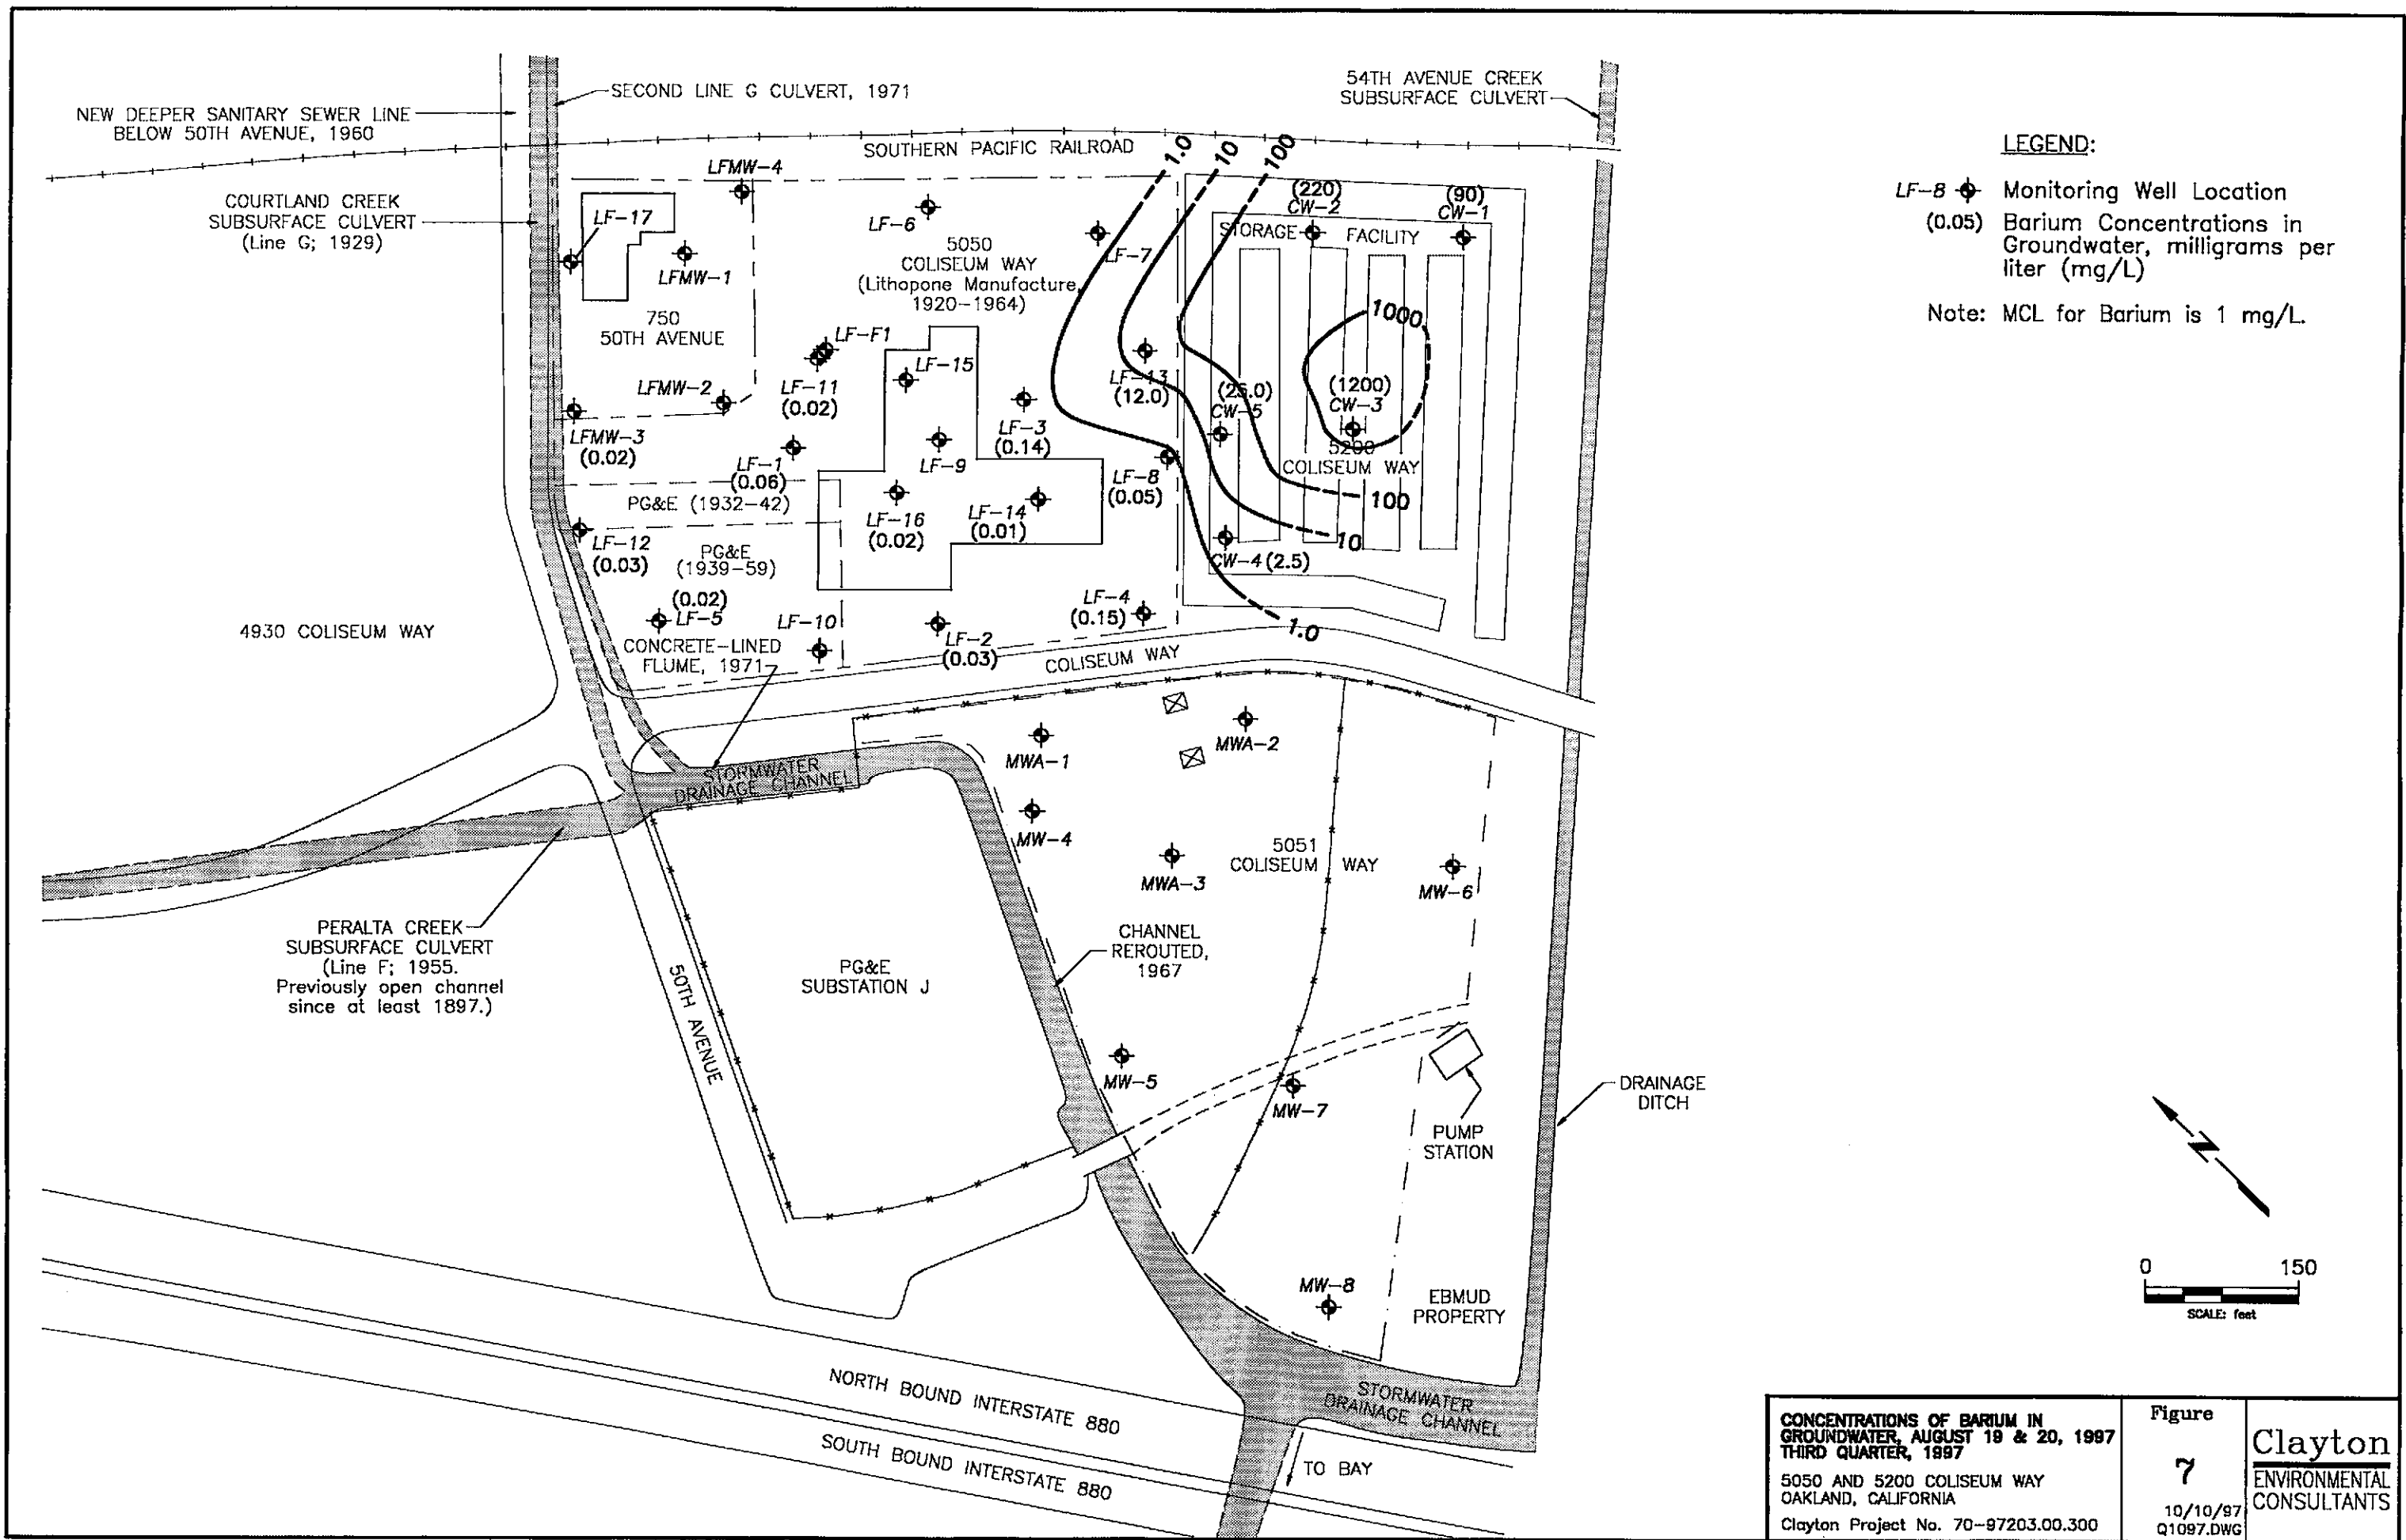 NEW DEEPER SANITARY SEWER LINE
BELOW 50TH AVENUE, 1960
SECOND LINE G CULVERT, 1971
54TH AVENUE CREEK
SUBSURFACE CULVERT
SOUTHERN PACIFIC RAILROAD
COURTLAND CREEK
SUBSURFACE CULVERT
(Line G; 1929)
LFMW-4
LF-17
LFMW-1
750
50TH AVENUE
LF-6
5050
COLISEUM WAY
(Lithopone Manufacture,
1920-1964)
LF-7
1.0
10
100
(220)
CW-2
(90)
CW-1
STORAGE
FACILITY
1000
LF-F1
LF-11
(0.02)
LF-15
LFMW-2
LFMW-3
(0.02)
LF-1
(0.06)
LF-9
LF-3
(0.14)
LF-13
(12.0)
(25.0)
CW-5
(1200)
CW-3
5200
COLISEUM WAY
LF-8
(0.05)
100
10
PG&E (1932-42)
LF-16
(0.02)
LF-14
(0.01)
LF-12
(0.03)
PG&E
(1939-59)
CW-4 (2.5)
(0.02)
LF-5
LF-10
LF-2
(0.03)
LF-4
(0.15)
1.0
4930 COLISEUM WAY
CONCRETE-LINED
FLUME, 1971
COLISEUM WAY
STORMWATER
DRAINAGE CHANNEL
MWA-1
MWA-2
MW-4
MWA-3
5051
COLISEUM WAY
MW-6
PERALTA CREEK
SUBSURFACE CULVERT
(Line F; 1955.
Previously open channel
since at least 1897.)
50TH AVENUE
PG&E
SUBSTATION J
CHANNEL
REROUTED,
1967
MW-5
MW-7
PUMP
STATION
DRAINAGE
DITCH
MW-8
EBMUD
PROPERTY
STORMWATER
DRAINAGE CHANNEL
NORTH BOUND INTERSTATE 880
SOUTH BOUND INTERSTATE 880
TO BAY
LEGEND:
LF-8 Monitoring Well Location
(0.05) Barium Concentrations in
Groundwater, milligrams per
liter (mg/L)
Note: MCL for Barium is 1 mg/L.
N
0 150
SCALE: feet
CONCENTRATIONS OF BARIUM IN
GROUNDWATER, AUGUST 19 & 20, 1997
THIRD QUARTER, 1997
5050 AND 5200 COLISEUM WAY
OAKLAND, CALIFORNIA
Clayton Project No. 70-97203.00.300
Figure
7
10/10/97
Q1097.DWG
Clayton
ENVIRONMENTAL
CONSULTANTS